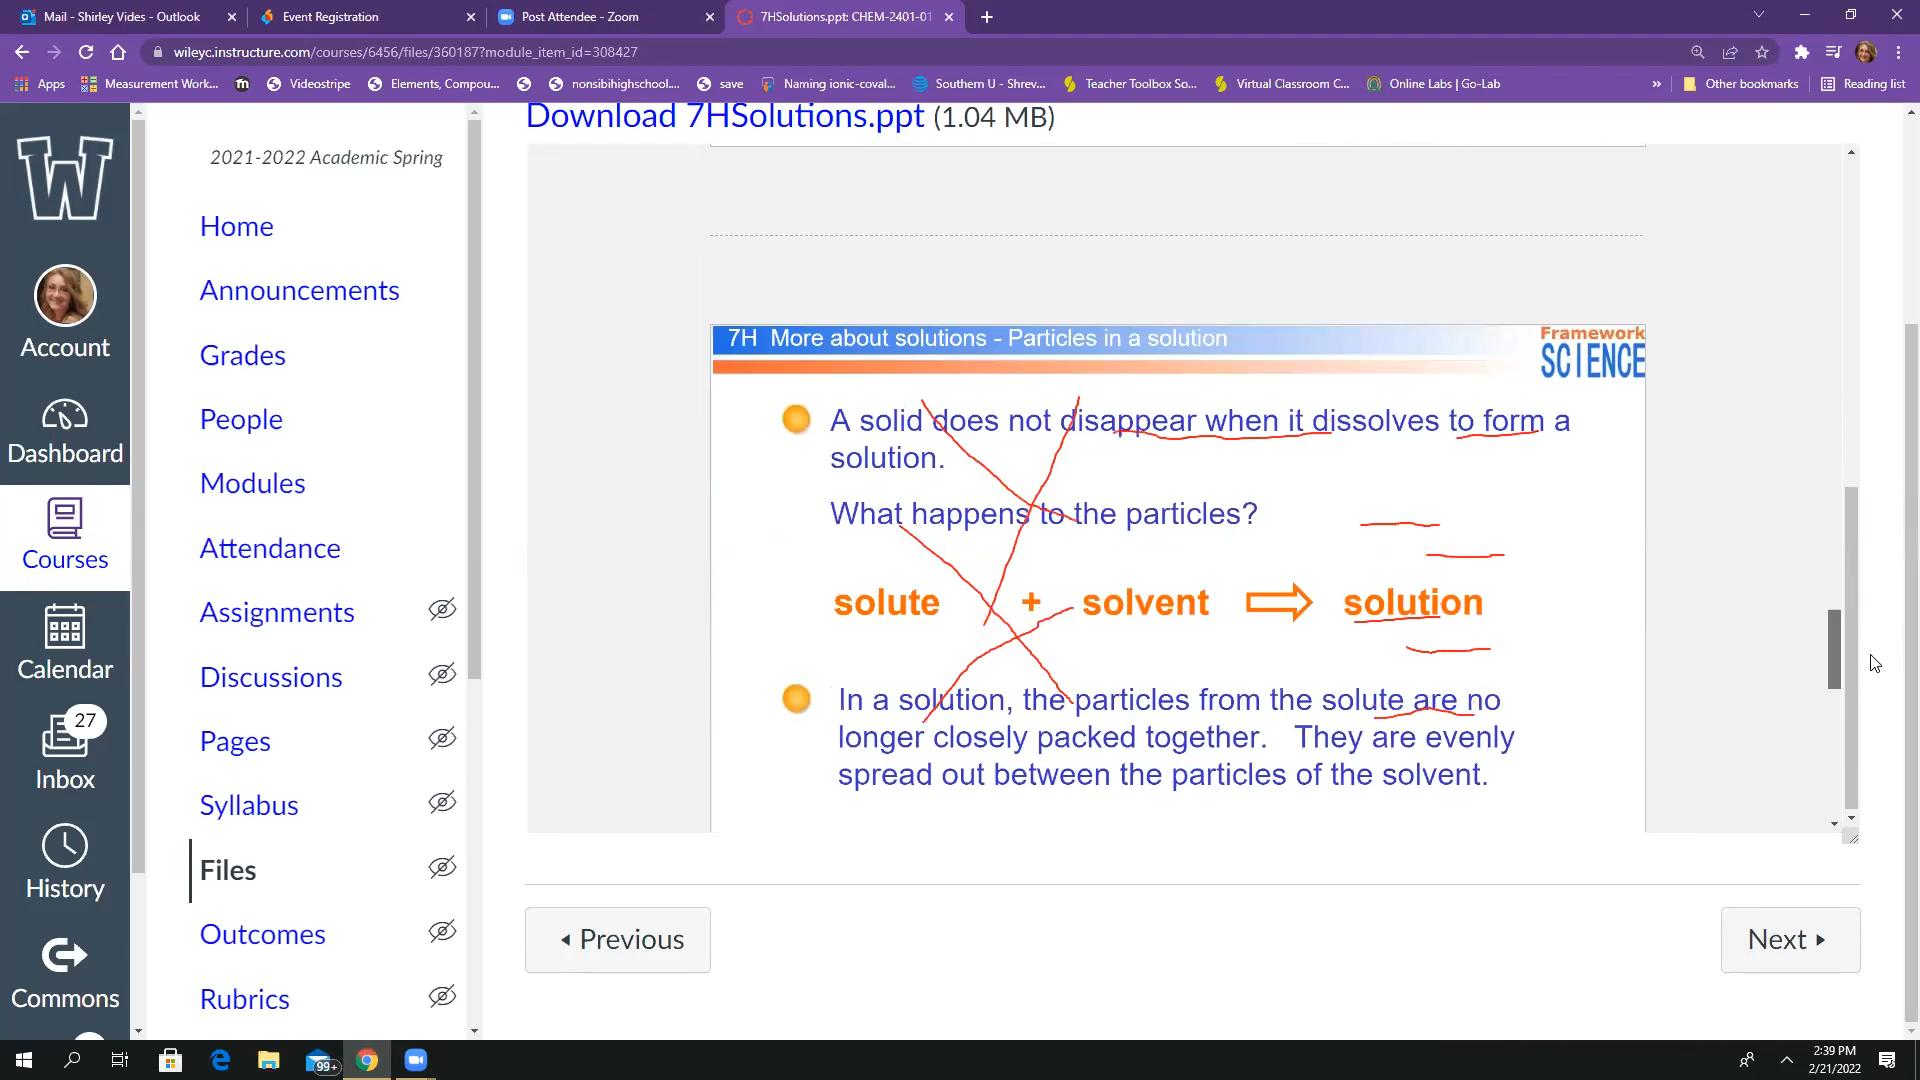 Mail - Shirley Vides - Outlook
Event Registration
Post Attendee - Zoom
7HSolutions.ppt: CHEM-2401-01
wileyc.instructure.com/courses/6456/files/360187?module_item_id=308427
Apps
Measurement Work...
Videostripe
Elements, Compou...
nonsibihighschool....
save
Naming ionic-coval...
Southern U - Shrev...
Teacher Toolbox So...
Virtual Classroom C...
Online Labs | Go-Lab
»
Other bookmarks
Reading list
W
Account
Dashboard
Courses
Calendar
27
Inbox
History
Commons
2021-2022 Academic Spring
Home
Announcements
Grades
People
Modules
Attendance
Assignments
Discussions
Pages
Syllabus
Files
Outcomes
Rubrics
Download 7HSolutions.ppt (1.04 MB)
7H More about solutions - Particles in a solution
Framework
SCIENCE
A solid does not disappear when it dissolves to form a
solution.
What happens to the particles?
solute + solvent solution
In a solution, the particles from the solute are no
longer closely packed together. They are evenly
spread out between the particles of the solvent.
Previous
Next
99+
2:39 PM
2/21/2022